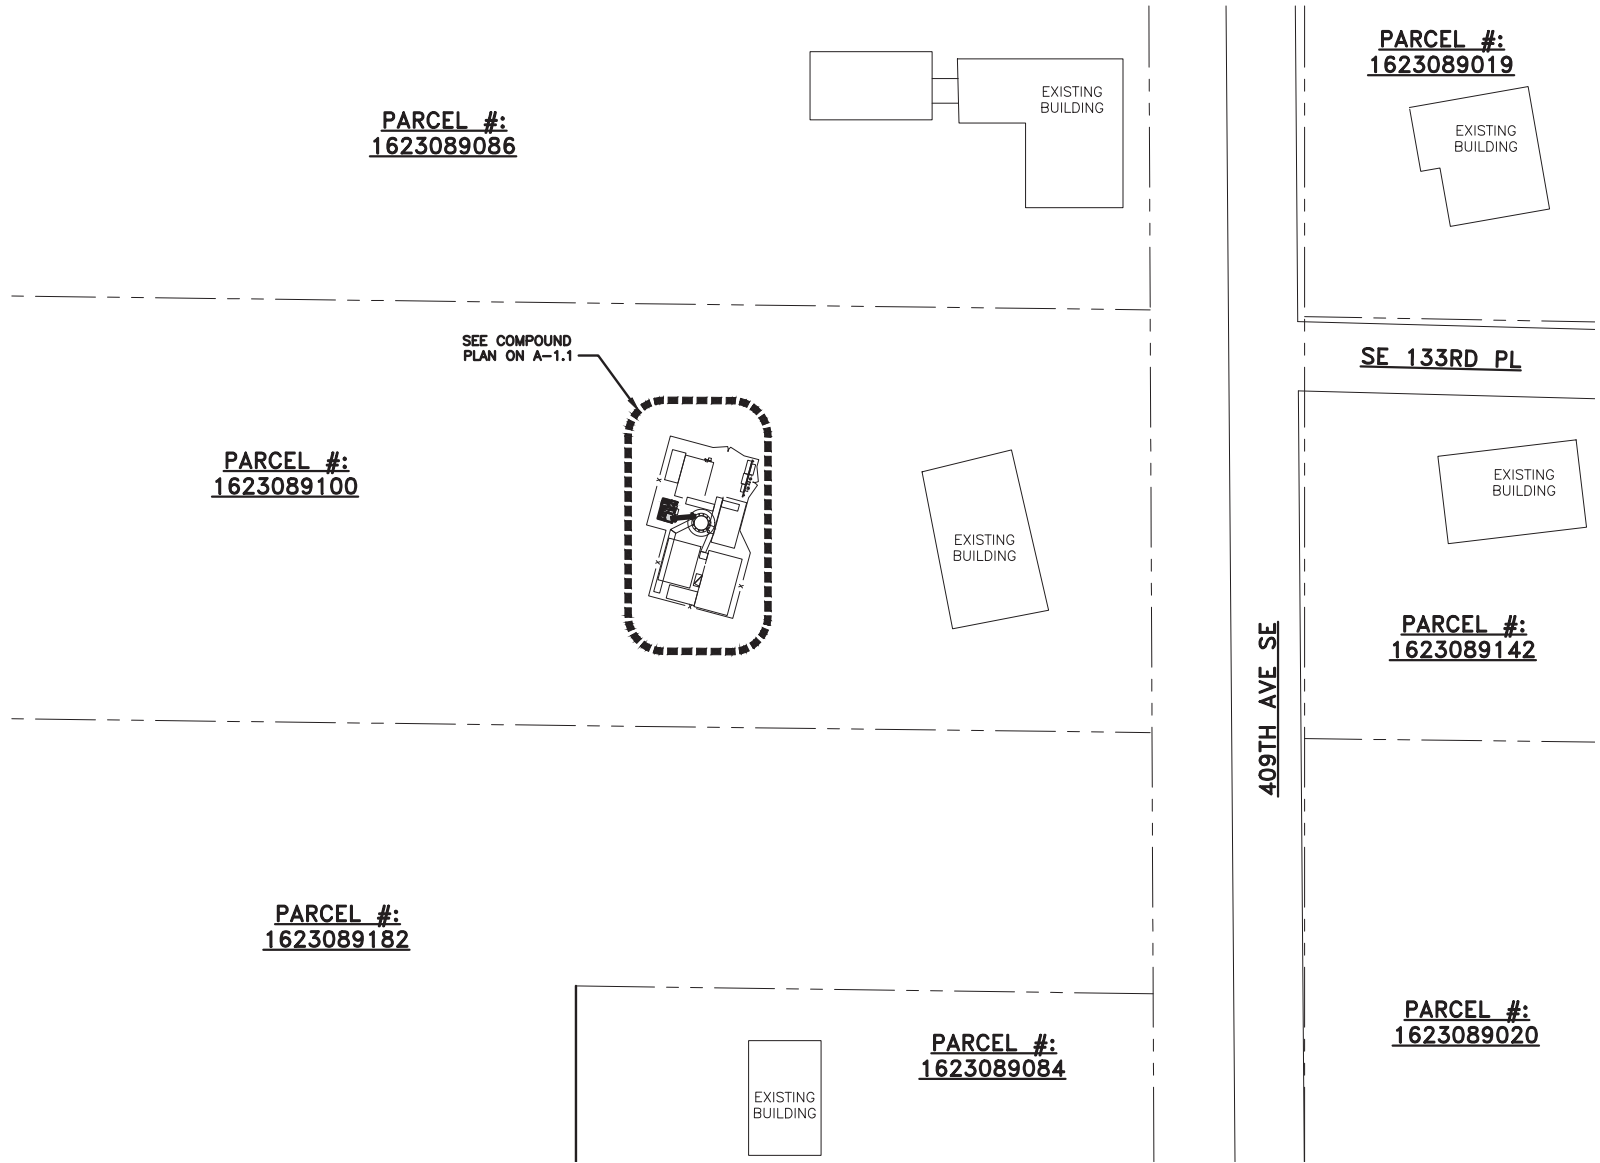 PARCEL #:
1623089019
EXISTING
BUILDING
PARCEL #:
1623089086
EXISTING
BUILDING
SEE COMPOUND
PLAN ON A-1.1
SE 133RD PL
PARCEL #:
1623089100
EXISTING
BUILDING
EXISTING
BUILDING
PARCEL #:
1623089142
409TH AVE SE
PARCEL #:
1623089182
PARCEL #:
1623089020
PARCEL #:
1623089084
EXISTING
BUILDING